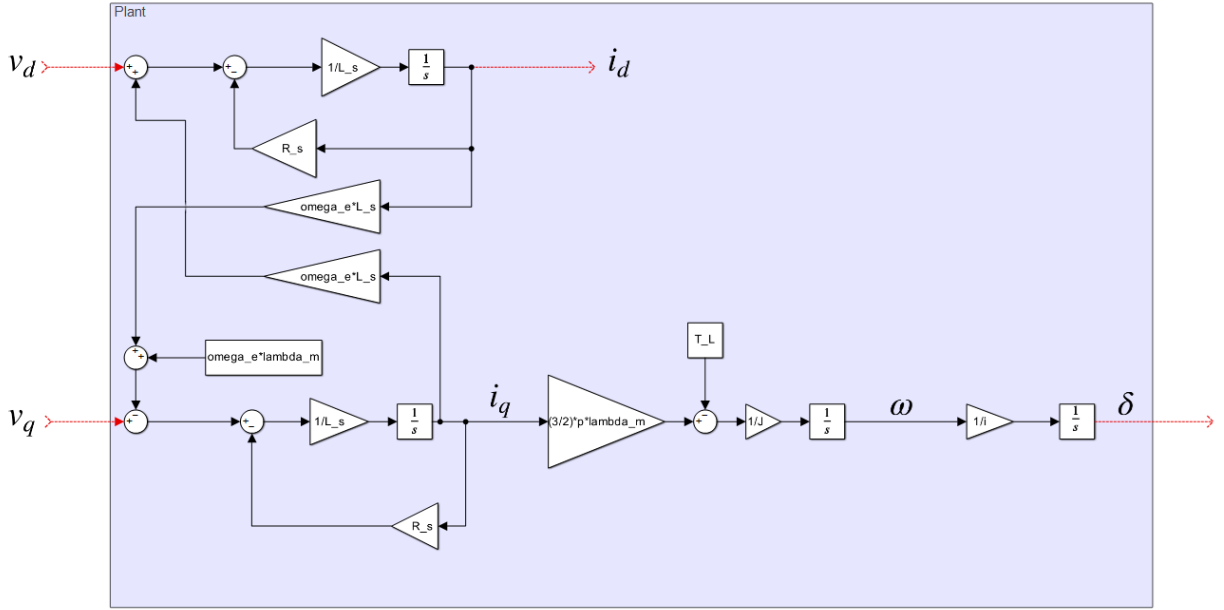 Plant
v_d
+
+
+
-
1/L_s
1
s
i_d
R_s
omega_e*L_s
omega_e*L_s
T_L
+
+
omega_e*lambda_m
v_q
-
+
+
-
1/L_s
1
s
i_q
(3/2)*p*lambda_m
-
+
1/J
1
s
ω
1/i
1
s
δ
R_s